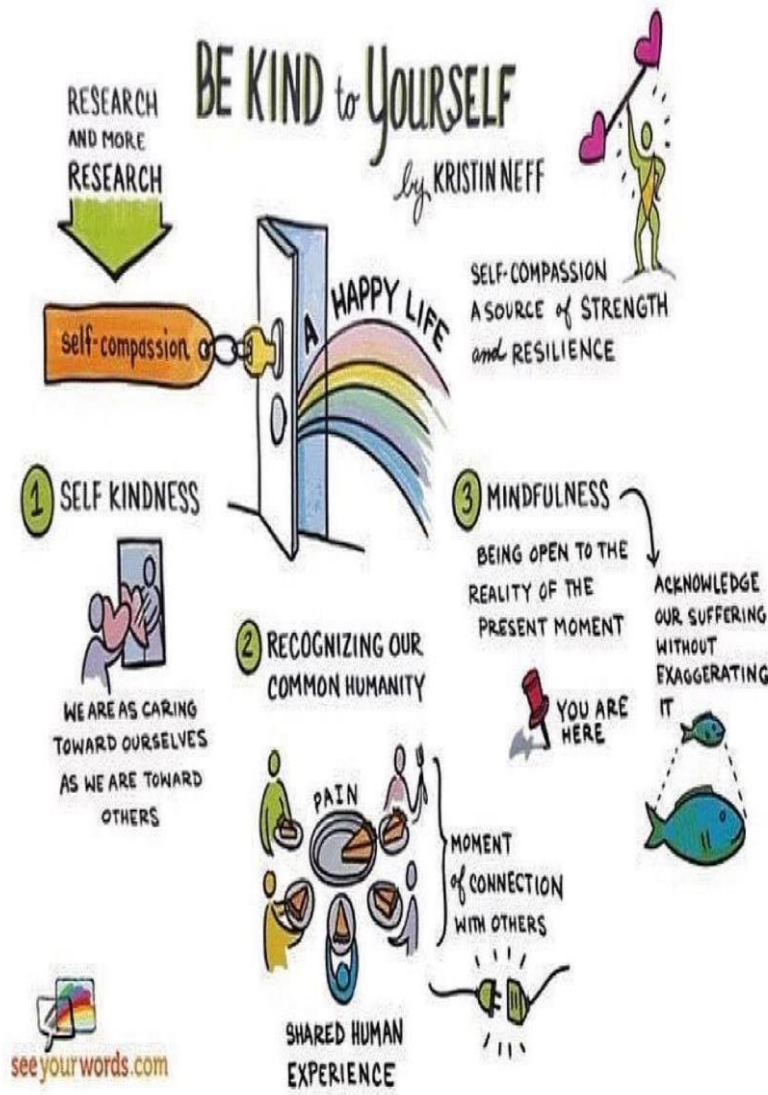 BE KIND to YOURSELF
by KRISTIN NEFF
RESEARCH
AND MORE
RESEARCH
self-compassion
A HAPPY LIFE
SELF-COMPASSION
A SOURCE of STRENGTH
and RESILIENCE
1 SELF KINDNESS
WE ARE AS CARING
TOWARD OURSELVES
AS WE ARE TOWARD
OTHERS
2 RECOGNIZING OUR
COMMON HUMANITY
PAIN
MOMENT
of CONNECTION
WITH OTHERS
SHARED HUMAN
EXPERIENCE
3 MINDFULNESS
BEING OPEN TO THE
REALITY OF THE
PRESENT MOMENT
YOU ARE
HERE
ACKNOWLEDGE
OUR SUFFERING
WITHOUT
EXAGGERATING
IT
seeyourwords.com